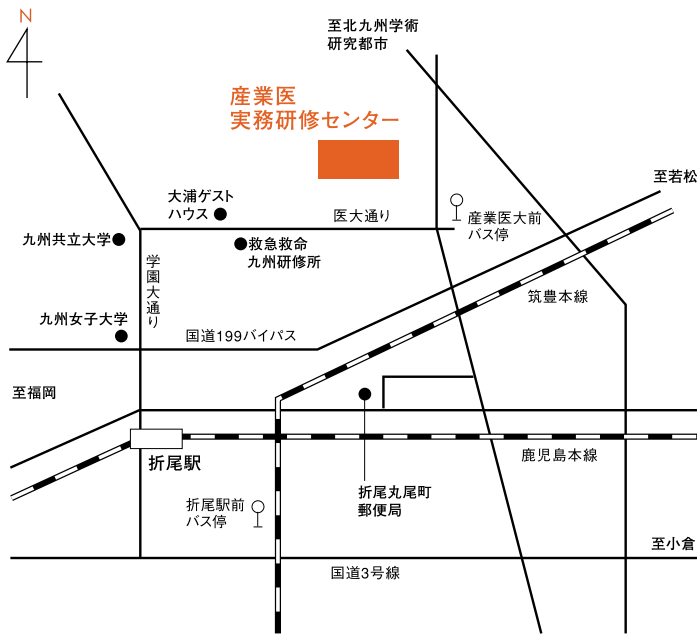 N
至北九州学術
研究都市
産業医
実務研修センター
至若松
大浦ゲスト
ハウス
医大通り
産業医大前
バス停
九州共立大学
救急救命
九州研修所
学園大通り
筑豊本線
九州女子大学
国道199バイパス
至福岡
折尾駅
鹿児島本線
折尾駅前
バス停
折尾丸尾町
郵便局
至小倉
国道3号線